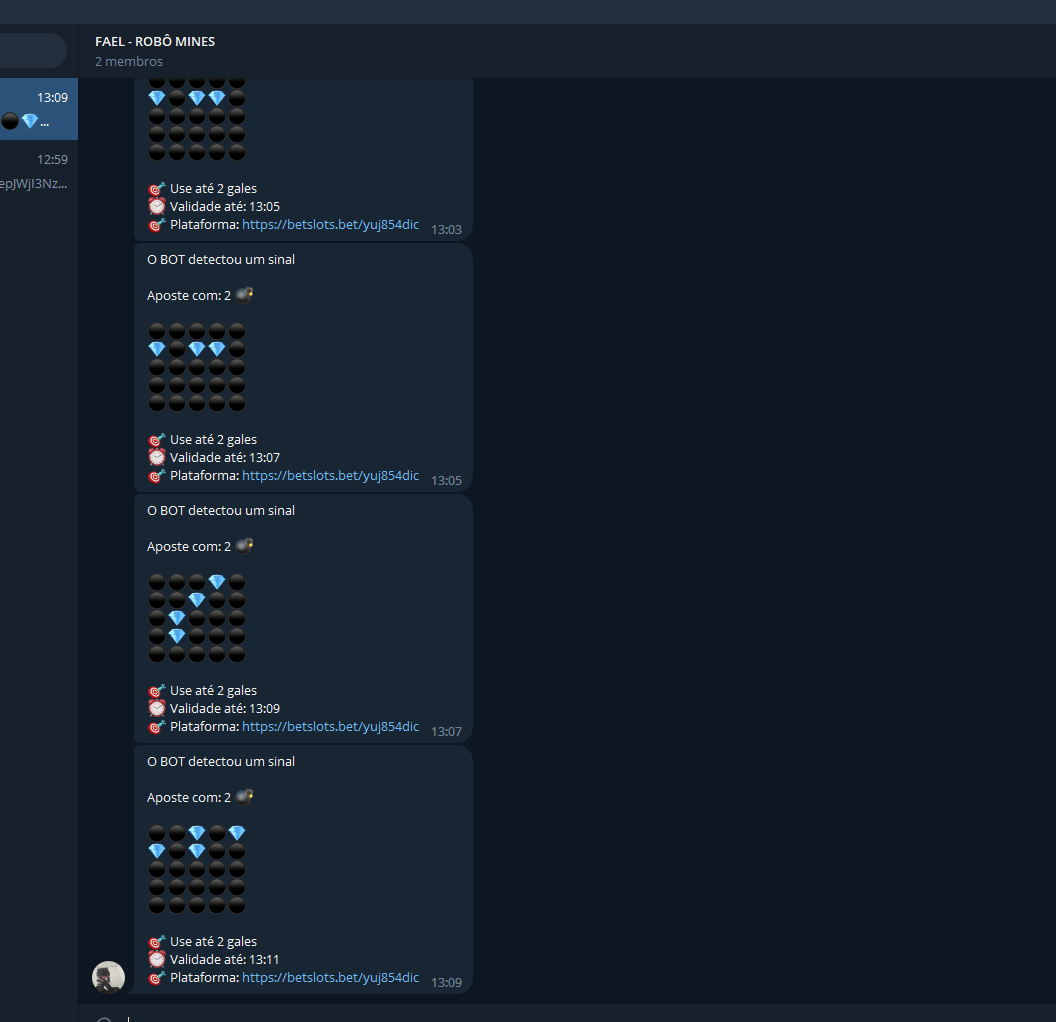 FAEL - ROBÔ MINES
2 membros
13:09
...
12:59
epJWjI3Nz...
Use até 2 gales
Validade até: 13:05
Plataforma: https://betslots.bet/yuj854dic 13:03
O BOT detectou um sinal
Aposte com: 2
Use até 2 gales
Validade até: 13:07
Plataforma: https://betslots.bet/yuj854dic 13:05
O BOT detectou um sinal
Aposte com: 2
Use até 2 gales
Validade até: 13:09
Plataforma: https://betslots.bet/yuj854dic 13:07
O BOT detectou um sinal
Aposte com: 2
Use até 2 gales
Validade até: 13:11
Plataforma: https://betslots.bet/yuj854dic 13:09